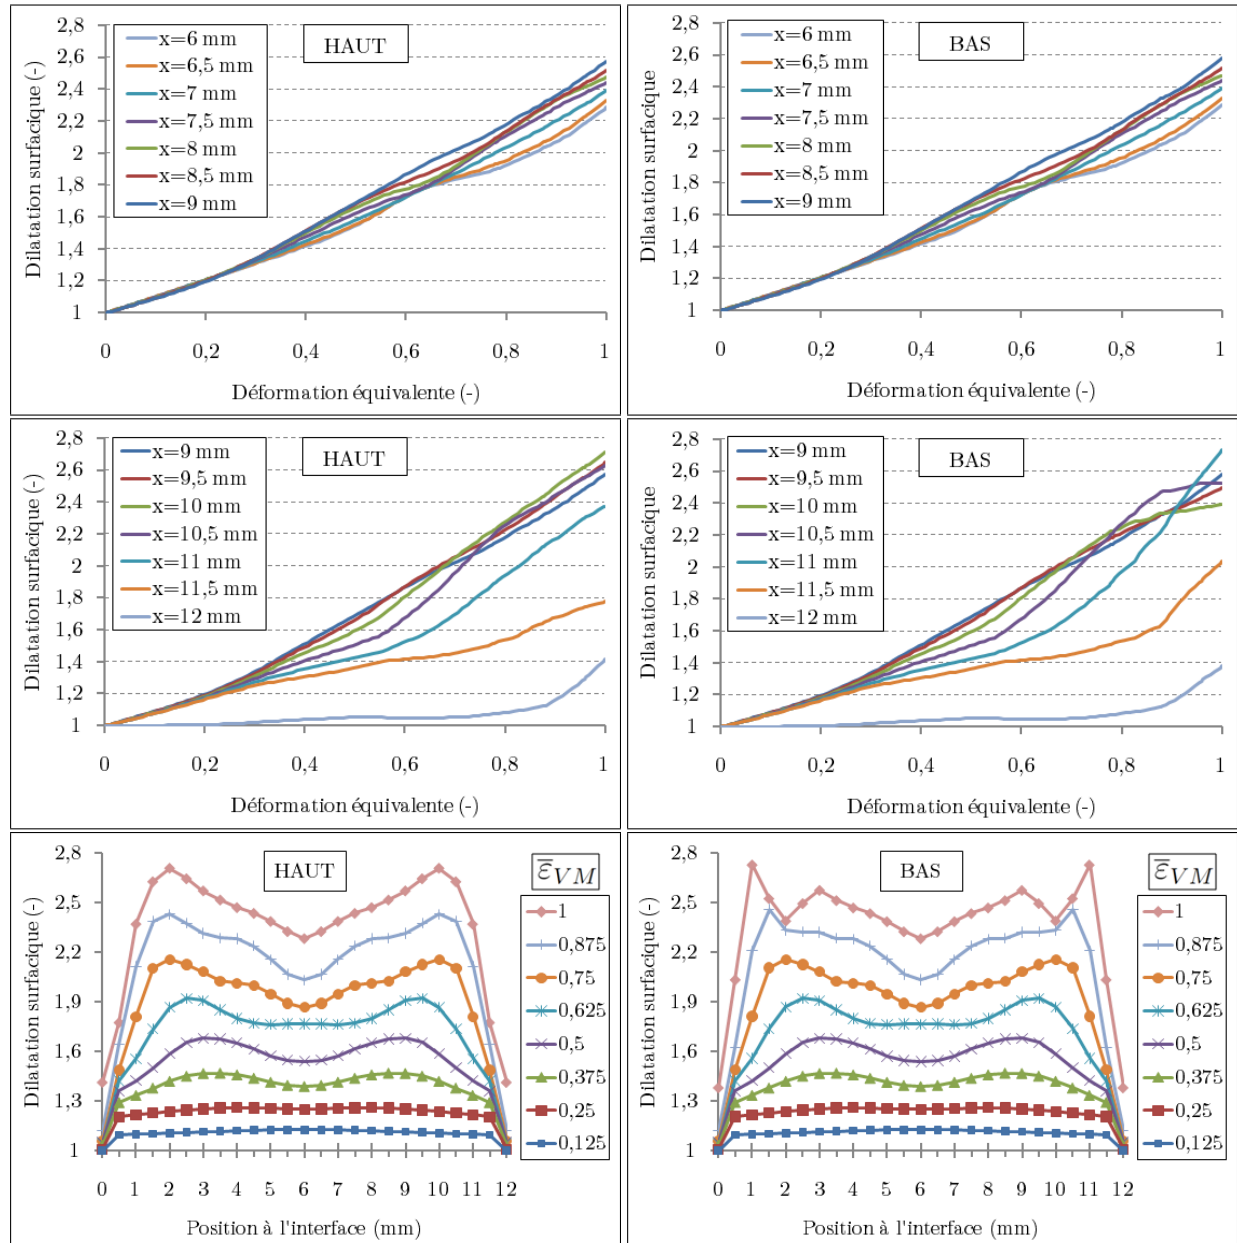 HAUT
Dilatation surfacique (-)
2,8
2,6
2,4
2,2
2
1,8
1,6
1,4
1,2
1
x=6 mm
x=6,5 mm
x=7 mm
x=7,5 mm
x=8 mm
x=8,5 mm
x=9 mm
0 0,2 0,4 0,6 0,8 1
Déformation équivalente (-)
BAS
Dilatation surfacique
2,8
2,6
2,4
2,2
2
1,8
1,6
1,4
1,2
1
x=6 mm
x=6,5 mm
x=7 mm
x=7,5 mm
x=8 mm
x=8,5 mm
x=9 mm
0 0,2 0,4 0,6 0,8 1
Déformation équivalente (-)
HAUT
Dilatation surfacique (-)
2,8
2,6
2,4
2,2
2
1,8
1,6
1,4
1,2
1
x=9 mm
x=9,5 mm
x=10 mm
x=10,5 mm
x=11 mm
x=11,5 mm
x=12 mm
0 0,2 0,4 0,6 0,8 1
Déformation équivalente (-)
BAS
Dilatation surfacique
2,8
2,6
2,4
2,2
2
1,8
1,6
1,4
1,2
1
x=9 mm
x=9,5 mm
x=10 mm
x=10,5 mm
x=11 mm
x=11,5 mm
x=12 mm
0 0,2 0,4 0,6 0,8 1
Déformation équivalente (-)
HAUT
Dilatation surfacique (-)
2,8
2,5
2,2
1,9
1,6
1,3
1
0 1 2 3 4 5 6 7 8 9 10 11 12
Position à l'interface (mm)
ε̅VM
1
0,875
0,75
0,625
0,5
0,375
0,25
0,125
BAS
Dilatation surfacique (-)
2,8
2,5
2,2
1,9
1,6
1,3
1
0 1 2 3 4 5 6 7 8 9 10 11 12
Position à l'interface (mm)
ε̅VM
1
0,875
0,75
0,625
0,5
0,375
0,25
0,125